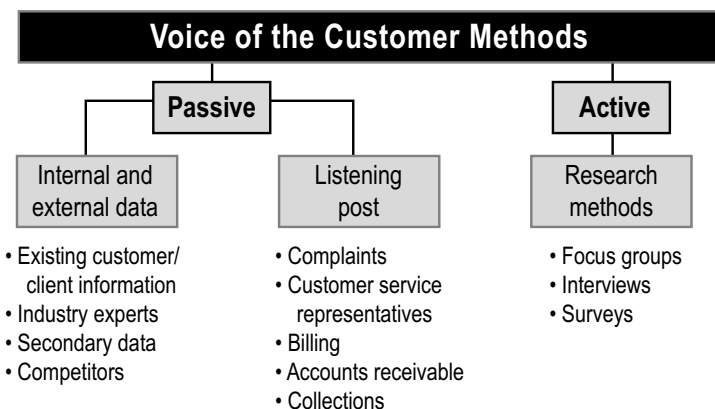 Voice of the Customer Methods
Passive
Active
Internal and
external data
• Existing customer/
client information
• Industry experts
• Secondary data
• Competitors
Listening
post
• Complaints
• Customer service
representatives
• Billing
• Accounts receivable
• Collections
Research
methods
• Focus groups
• Interviews
• Surveys